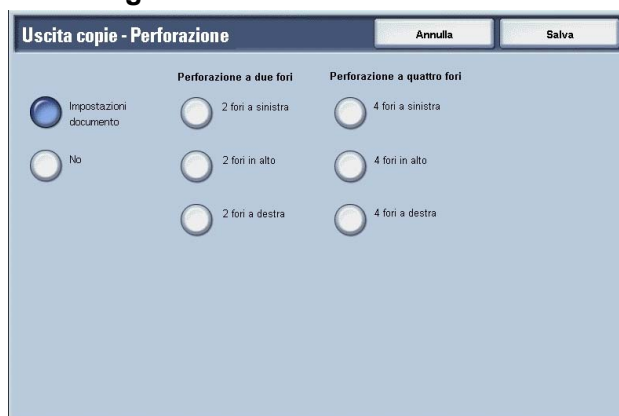 Uscita copie - Perforazione
Annulla
Salva
Perforazione a due fori
Perforazione a quattro fori
Impostazioni
documento
2 fori a sinistra
4 fori a sinistra
No
2 fori in alto
4 fori in alto
2 fori a destra
4 fori a destra